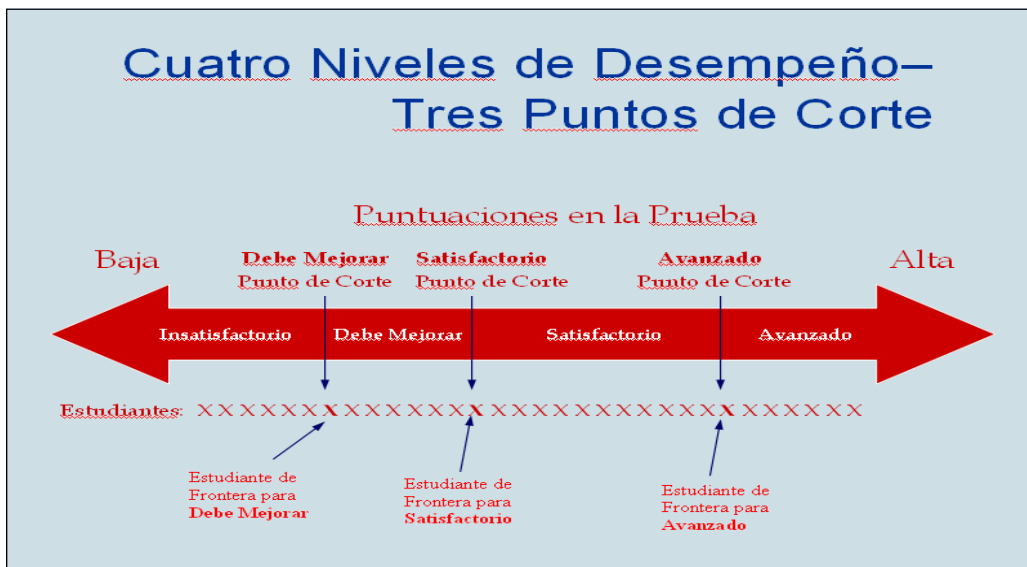 Cuatro Niveles de Desempeño–
Tres Puntos de Corte
Puntuaciones en la Prueba
Baja
Debe Mejorar
Punto de Corte
Satisfactorio
Punto de Corte
Avanzado
Punto de Corte
Alta
Insatisfactorio
Debe Mejorar
Satisfactorio
Avanzado
Estudiantes: X X X X X X X X X X X X X X X X X X X X X X X X X X X X X X X X
Estudiante de
Frontera para
Debe Mejorar
Estudiante de
Frontera para
Satisfactorio
Estudiante de
Frontera para
Avanzado